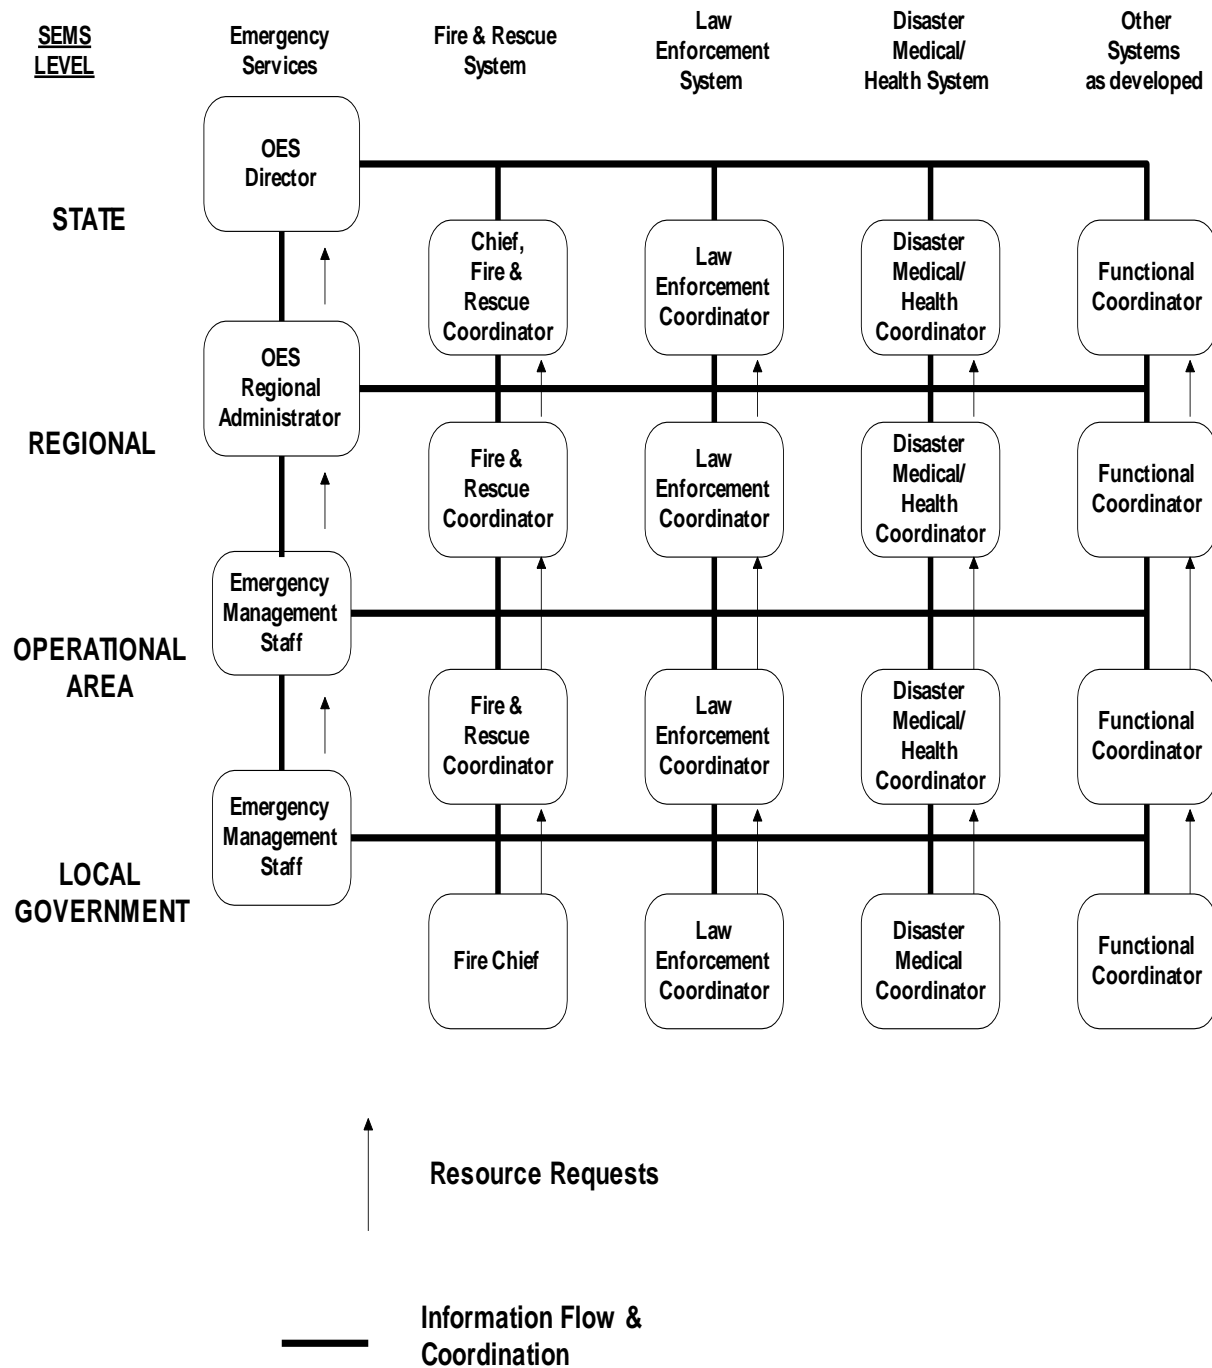 SEMS
LEVEL
Emergency
Services
Fire & Rescue
System
Law
Enforcement
System
Disaster
Medical/
Health System
Other
Systems
as developed
STATE
OES
Director
Chief,
Fire &
Rescue
Coordinator
Law
Enforcement
Coordinator
Disaster
Medical/
Health
Coordinator
Functional
Coordinator
REGIONAL
OES
Regional
Administrator
Fire &
Rescue
Coordinator
Law
Enforcement
Coordinator
Disaster
Medical/
Health
Coordinator
Functional
Coordinator
OPERATIONAL
AREA
Emergency
Management
Staff
Fire &
Rescue
Coordinator
Law
Enforcement
Coordinator
Disaster
Medical/
Health
Coordinator
Functional
Coordinator
LOCAL
GOVERNMENT
Emergency
Management
Staff
Fire Chief
Law
Enforcement
Coordinator
Disaster
Medical
Coordinator
Functional
Coordinator
Resource Requests
Information Flow &
Coordination